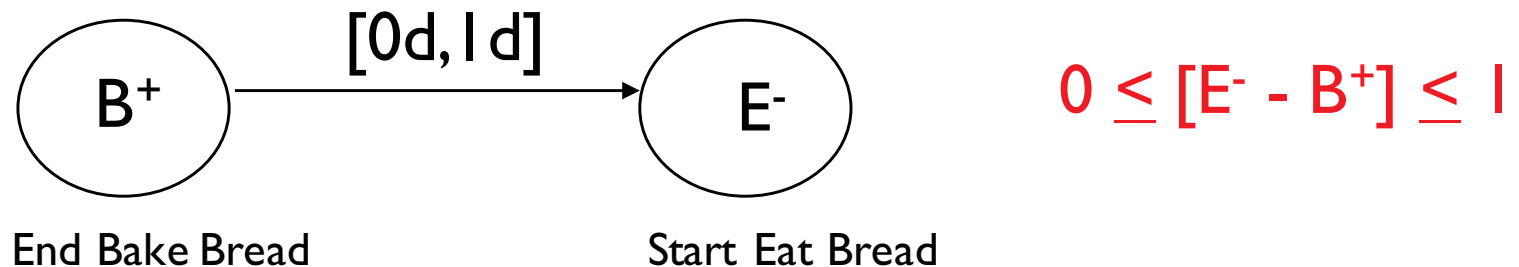 [0d,1d]
B⁺
E⁻
0 ≤ [E⁻ - B⁺] ≤ 1
End Bake Bread
Start Eat Bread